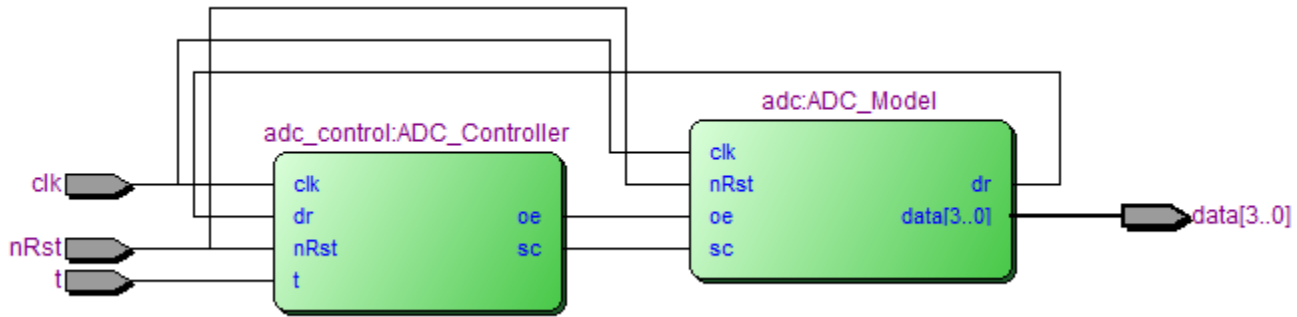 adc:ADC_Model
adc_control:ADC_Controller
clk
nRst
t
clk
dr
nRst
t
oe
sc
clk
nRst
oe
sc
dr
data[3..0]
data[3..0]